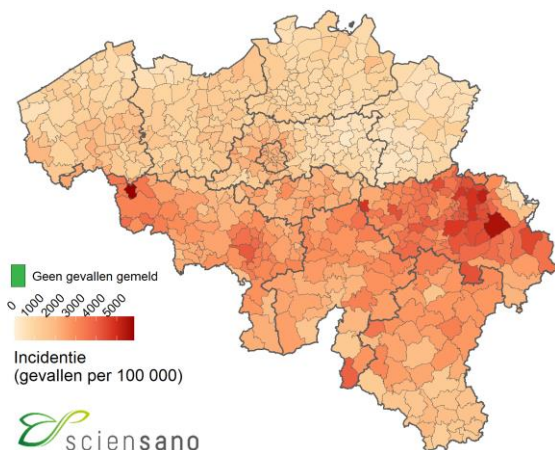 Geen gevallen gemeld
0 1000 2000 3000 4000 5000
Incidentie
(gevallen per 100 000)
sciensano